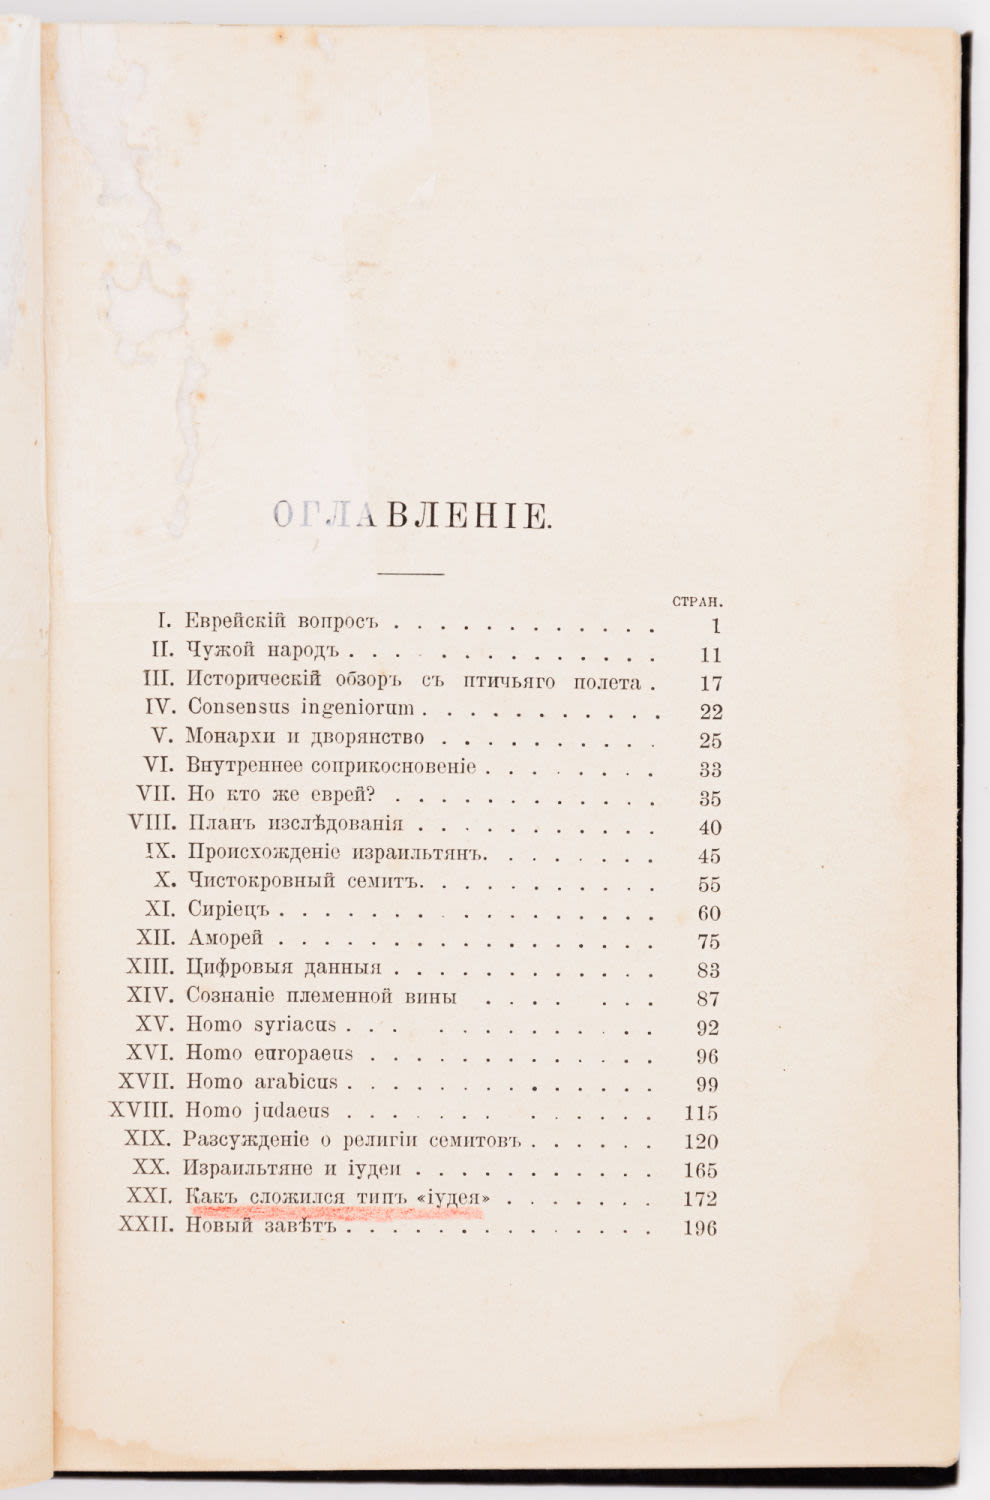 ОГЛАВЛЕНІЕ.
СТРАН.
I. Еврейскій вопросъ . . . . . . . . . . . . 1
II. Чужой народъ . . . . . . . . . . . . . 11
III. Историческій обзоръ съ птичьяго полета . 17
IV. Consensus ingeniorum . . . . . . . . . . . 22
V. Монархи и дворянство . . . . . . . . . . 25
VI. Внутреннее соприкосновеніе . . . . . . . . 33
VII. Но кто же еврей? . . . . . . . . . . . . 35
VIII. Планъ изслѣдованія . . . . . . . . . . . 40
IX. Происхожденіе израильтянъ. . . . . . . . 45
X. Чистокровный семитъ. . . . . . . . . . . 55
XI. Сиріецъ . . . . . . . . . . . . . . . . . 60
XII. Аморей . . . . . . . . . . . . . . . . . 75
XIII. Цифровыя данныя . . . . . . . . . . . . 83
XIV. Сознаніе племенной вины . . . . . . . 87
XV. Homo syriacus . . . . . . . . . . . . . 92
XVI. Homo europaeus . . . . . . . . . . . . . 96
XVII. Homo arabicus . . . . . . . . . . . . . . 99
XVIII. Homo judaeus . . . . . . . . . . . . . 115
XIX. Разсужденіе о религіи семитовъ . . . . . . 120
XX. Израильтяне и іудеи . . . . . . . . . . . 165
XXI. Какъ сложился типъ «іудея» . . . . . . . 172
XXII. Новый завѣтъ . . . . . . . . . . . . . . 196